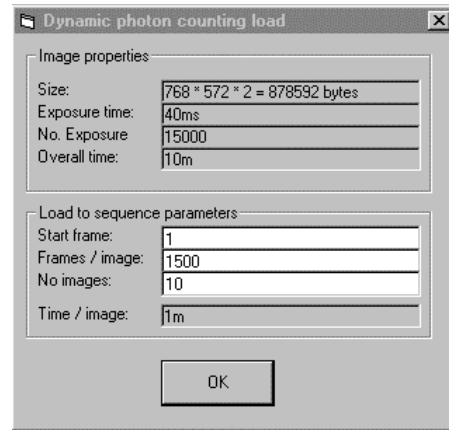 Dynamic photon counting load
Image properties
Size: 768 * 572 * 2 = 878592 bytes
Exposure time: 40ms
No. Exposure 15000
Overall time: 10m
Load to sequence parameters
Start frame: 1
Frames / image: 1500
No images: 10
Time / image: 1m
OK